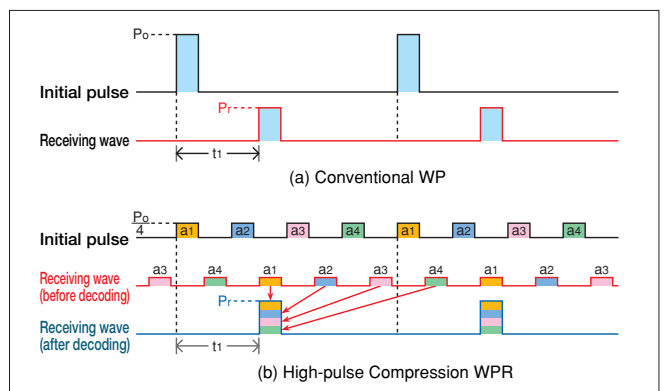 Po
Initial pulse
Pr
Receiving wave
t1
(a) Conventional WP
Po
4
Initial pulse
a1 a2 a3 a4 a1 a2 a3 a4
a3 a4 a1 a2 a3 a4 a1 a2 a3
Receiving wave
(before decoding)
Pr
Receiving wave
(after decoding)
t1
(b) High-pulse Compression WPR